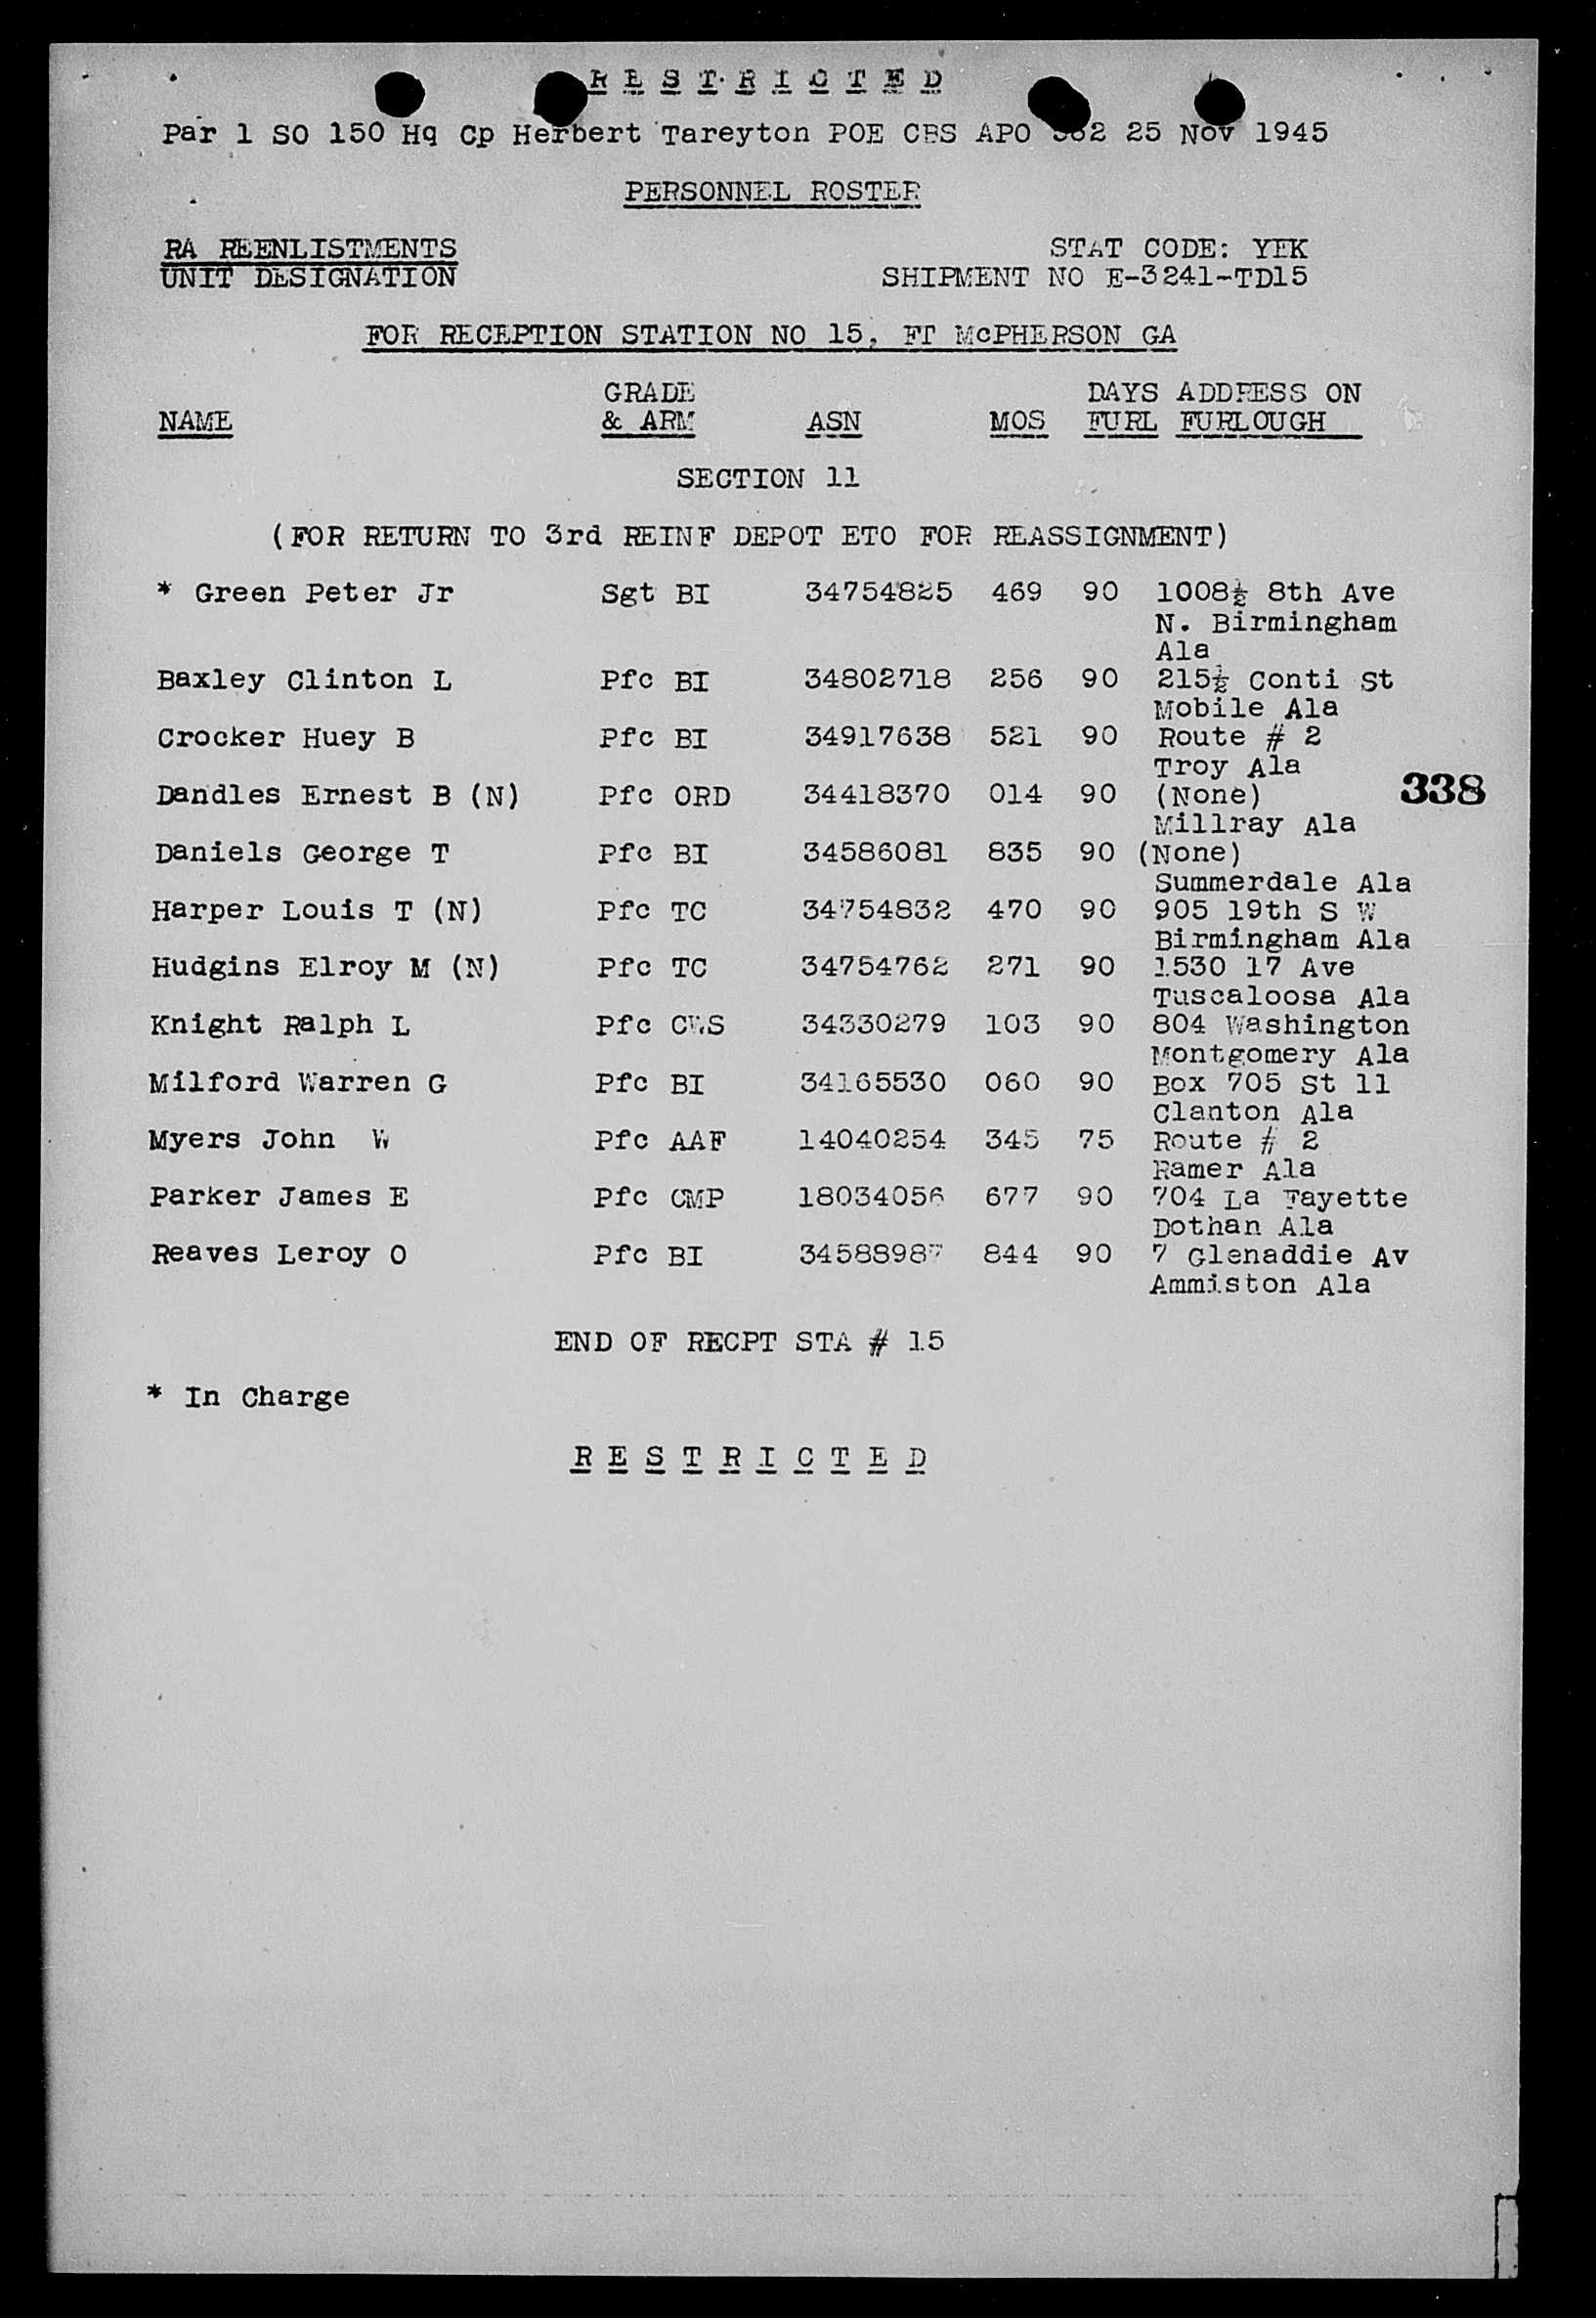 R E S T R I C T E D
Par 1 SO 150 Hq Cp Herbert Tareyton POE CBS APO 25 Nov 1945
PERSONNEL ROSTER
RA REENLISTMENTS STAT CODE: YEK
UNIT DESIGNATION SHIPMENT NO E-3241-TD15
FOR RECEPTION STATION NO 15, FT McPHERSON GA
GRADE DAYS ADDRESS ON
NAME & ARM ASN MOS FURL FURLOUGH
SECTION 11
(FOR RETURN TO 3rd REINF DEPOT ETO FOR REASSIGNMENT)
* Green Peter Jr Sgt BI 34754825 469 90 1008½ 8th Ave
N. Birmingham
Ala
Baxley Clinton L Pfc BI 34802718 256 90 215½ Conti St
Mobile Ala
Crocker Huey B Pfc BI 34917638 521 90 Route # 2
Troy Ala
Dandles Ernest B (N) Pfc ORD 34418370 014 90 (None)
338
Millray Ala
Daniels George T Pfc BI 34586081 835 90 (None)
Summerdale Ala
Harper Louis T (N) Pfc TC 34754832 470 90 905 19th S W
Birmingham Ala
Hudgins Elroy M (N) Pfc TC 34754762 271 90 1530 17 Ave
Tuscaloosa Ala
Knight Ralph L Pfc CWS 34330279 103 90 804 Washington
Montgomery Ala
Milford Warren G Pfc BI 34165530 060 90 Box 705 St 11
Clanton Ala
Myers John W Pfc AAF 14040254 345 75 Route # 2
Ramer Ala
Parker James E Pfc CMP 18034056 677 90 704 La Fayette
Dothan Ala
Reaves Leroy O Pfc BI 34588987 844 90 7 Glenaddie Av
Ammiston Ala
END OF RECPT STA # 15
* In Charge
R E S T R I C T E D